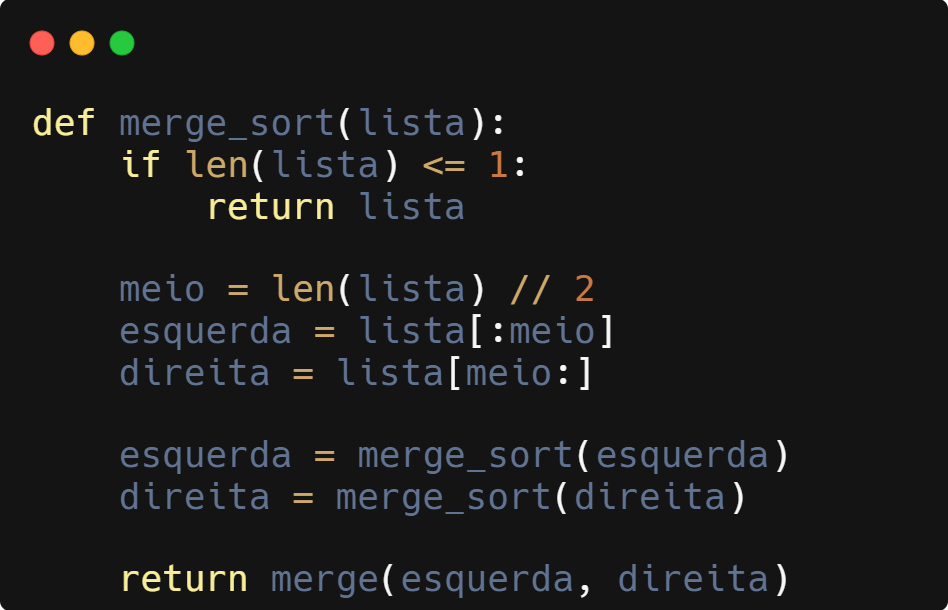 def merge_sort(lista):
    if len(lista) <= 1:
        return lista

    meio = len(lista) // 2
    esquerda = lista[:meio]
    direita = lista[meio:]

    esquerda = merge_sort(esquerda)
    direita = merge_sort(direita)

    return merge(esquerda, direita)